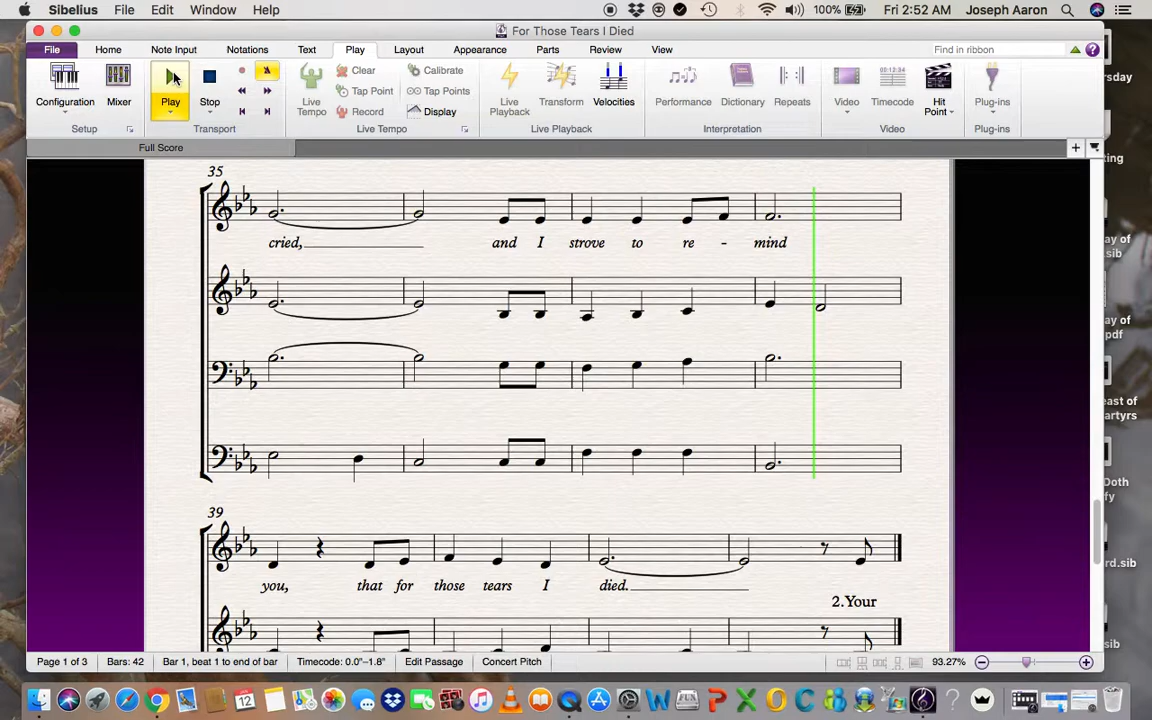 Sibelius File Edit Window Help 100% Fri 2:52 AM Joseph Aaron
For Those Tears I Died
File Home Note Input Notations Text Play Layout Appearance Parts Review View Find in ribbon
Configuration Mixer Play Stop Live Tempo Clear Tap Point Record Calibrate Tap Points Display Live Playback Transform Velocities Performance Dictionary Repeats Video Timecode Hit Point Plug-ins
Setup Transport Live Tempo Live Playback Interpretation Video Plug-ins
Full Score
35
cried, and I strove to re - mind
39
you, that for those tears I died.
2.Your
Page 1 of 3 Bars: 42 Bar 1, beat 1 to end of bar Timecode: 0.0"-1.8" Edit Passage Concert Pitch 93.27%